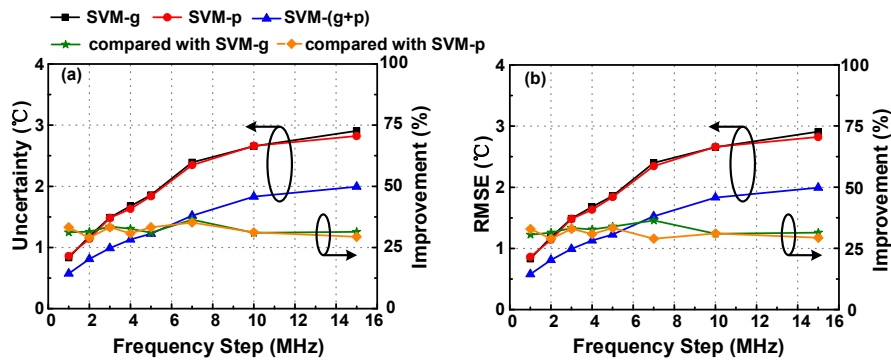 SVM-g SVM-p SVM-(g+p)
compared with SVM-g compared with SVM-p
(a)
Uncertainty (℃)
4
3
2
1
0
100
75
50
25
0
Improvement (%)
0 2 4 6 8 10 12 14 16
Frequency Step (MHz)
(b)
RMSE (℃)
4
3
2
1
0
100
75
50
25
0
Improvement (%)
0 2 4 6 8 10 12 14 16
Frequency Step (MHz)